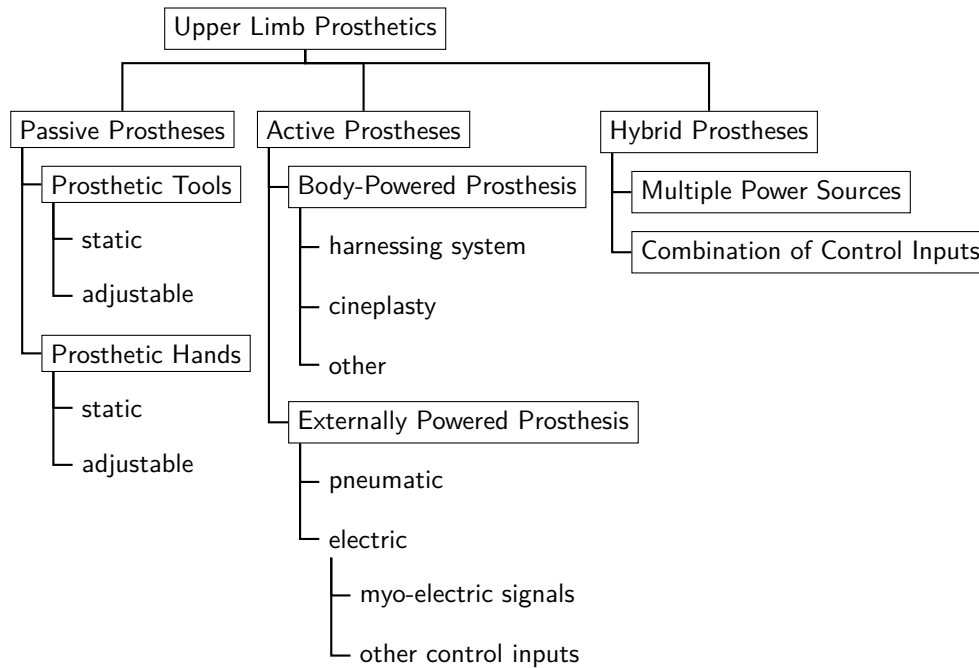 Upper Limb Prosthetics
Passive Prostheses
Prosthetic Tools
static
adjustable
Prosthetic Hands
static
adjustable
Active Prostheses
Body-Powered Prosthesis
harnessing system
cineplasty
other
Externally Powered Prosthesis
pneumatic
electric
myo-electric signals
other control inputs
Hybrid Prostheses
Multiple Power Sources
Combination of Control Inputs